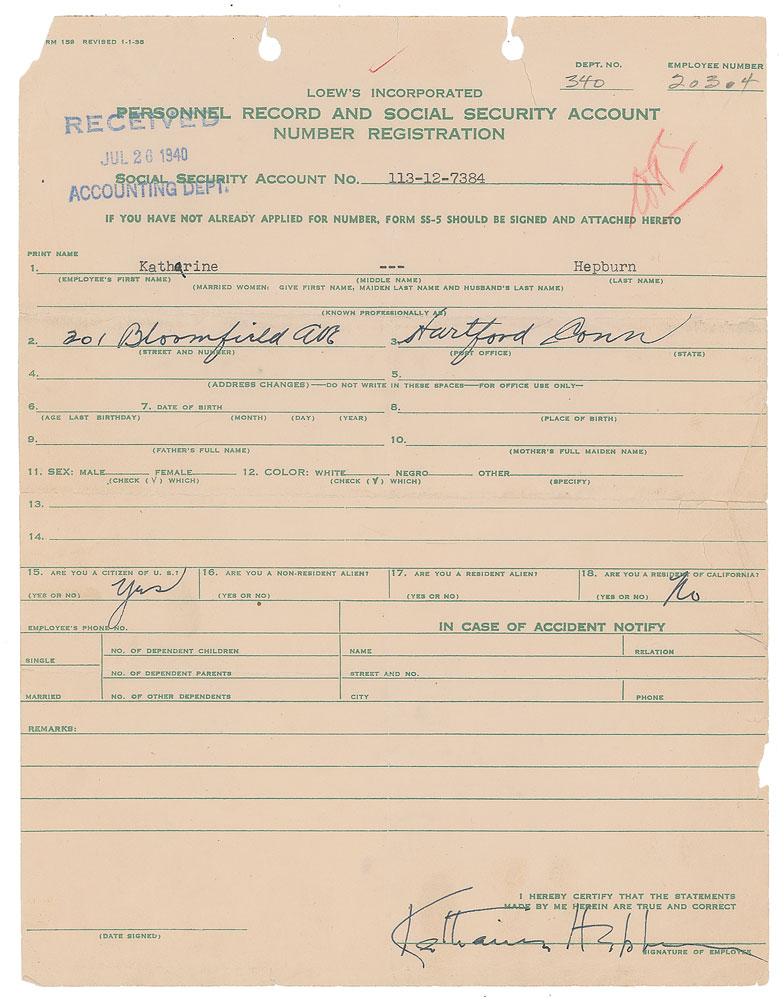 RM 159 REVISED 1-1-38
DEPT. NO. EMPLOYEE NUMBER
340 20304
LOEW'S INCORPORATED
PERSONNEL RECORD AND SOCIAL SECURITY ACCOUNT
NUMBER REGISTRATION
RECEIVED
JUL 26 1940
ACCOUNTING DEPT.
SOCIAL SECURITY ACCOUNT NO. 113-12-7384
IF YOU HAVE NOT ALREADY APPLIED FOR NUMBER, FORM SS-5 SHOULD BE SIGNED AND ATTACHED HERETO
PRINT NAME
1. Katharine --- Hepburn
(EMPLOYEE'S FIRST NAME) (MIDDLE NAME) (LAST NAME)
(MARRIED WOMEN: GIVE FIRST NAME, MAIDEN LAST NAME AND HUSBAND'S LAST NAME)
(KNOWN PROFESSIONALLY AS)
2. 201 Bloomfield Ave 3. Hartford Conn
(STREET AND NUMBER) (POST OFFICE) (STATE)
4. 5.
(ADDRESS CHANGES)—DO NOT WRITE IN THESE SPACES—FOR OFFICE USE ONLY—
6. 7. DATE OF BIRTH 8.
(AGE LAST BIRTHDAY) (MONTH) (DAY) (YEAR) (PLACE OF BIRTH)
9. 10.
(FATHER'S FULL NAME) (MOTHER'S FULL MAIDEN NAME)
11. SEX: MALE FEMALE 12. COLOR: WHITE NEGRO OTHER
(CHECK (√) WHICH) (CHECK (√) WHICH) (SPECIFY)
13.
14.
15. ARE YOU A CITIZEN OF U. S.? 16. ARE YOU A NON-RESIDENT ALIEN? 17. ARE YOU A RESIDENT ALIEN? 18. ARE YOU A RESIDENT OF CALIFORNIA?
(YES OR NO) Yes (YES OR NO) (YES OR NO) (YES OR NO) No
EMPLOYEE'S PHONE NO. IN CASE OF ACCIDENT NOTIFY
NO. OF DEPENDENT CHILDREN NAME RELATION
SINGLE
NO. OF DEPENDENT PARENTS STREET AND NO.
MARRIED NO. OF OTHER DEPENDENTS CITY PHONE
REMARKS:
I HEREBY CERTIFY THAT THE STATEMENTS
MADE BY ME HEREIN ARE TRUE AND CORRECT
Katharine Hepburn
(DATE SIGNED) SIGNATURE OF EMPLOYEE